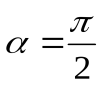 α = π/2